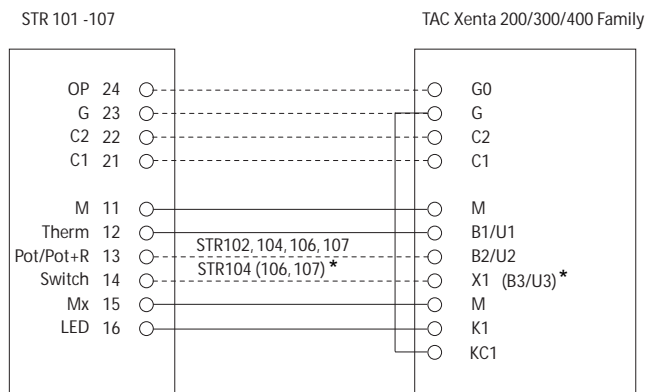 STR 101 -107 TAC Xenta 200/300/400 Family
OP 24 G0
G 23 G
C2 22 C2
C1 21 C1
M 11 M
Therm 12 B1/U1
STR102, 104, 106, 107
Pot/Pot+R 13 B2/U2
STR104 (106, 107) *
Switch 14 X1 (B3/U3) *
Mx 15 M
LED 16 K1
KC1